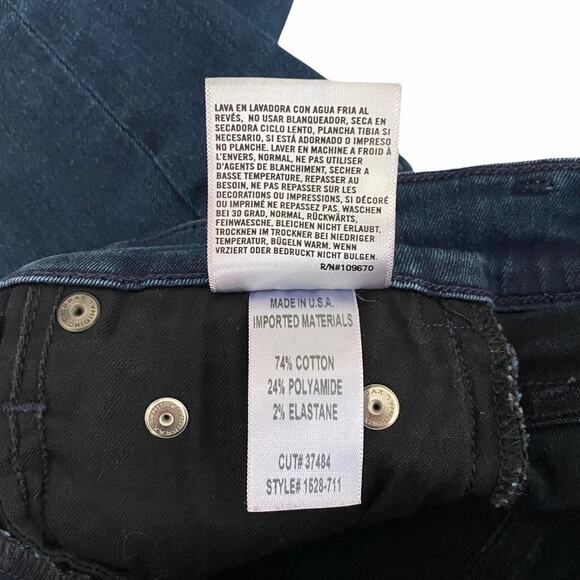 LAVA EN LAVADORA CON AGUA FRIA AL
REVÉS, NO USAR BLANQUEADOR, SECA EN
SECADORA CICLO LENTO, PLANCHA TIBIA SI
NECESARIO, SI ESTÁ ADORNADO O IMPRESO
NO PLANCHE. LAVER EN MACHINE A FROID À
L'ENVERS, NORMAL, NE PAS UTILISER
D'AGENTS DE BLANCHIMENT, SECHER A
BASSE TEMPERATURE, REPASSER AU
BESOIN, NE PAS REPASSER SUR LES
DECORATIONS OU IMPRESSIONS, SI DÉCORÉ
OU IMPRIMÉ NE REPASSEZ PAS. WASCHEN
BEI 30 GRAD, NORMAL, RÜCKWÄRTS,
FEINWAESCHE, BLEICHEN NICHT ERLAUBT,
TROCKNEN IM TROCKNER BEI NIEDRIGER
TEMPERATUR, BÜGELN WARM. WENN
VRZIERT ODER BEDRUCKT NICHT BULGEN.
R/N#109670
MADE IN U.S.A.
IMPORTED MATERIALS
74% COTTON
24% POLYAMIDE
2% ELASTANE
CUT# 37484
STYLE# 1528-711